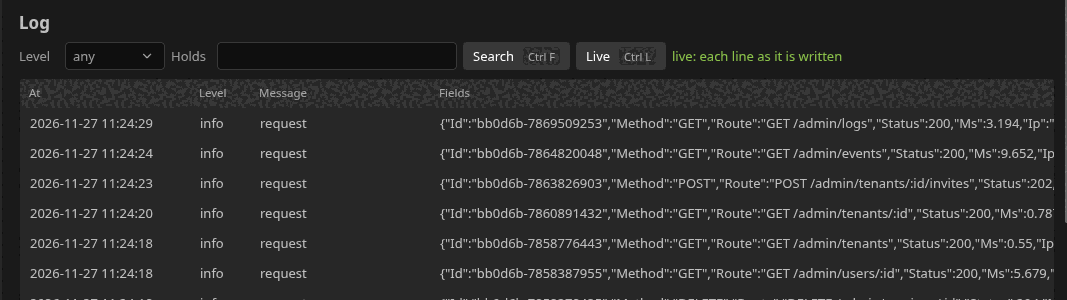 Log
Level any Holds Search Ctrl F Live Ctrl L live: each line as it is written
At Level Message Fields
2026-11-27 11:24:29 info request {"Id":"bb0d6b-7869509253","Method":"GET","Route":"GET /admin/logs","Status":200,"Ms":3.194,"Ip":"
2026-11-27 11:24:24 info request {"Id":"bb0d6b-7864820048","Method":"GET","Route":"GET /admin/events","Status":200,"Ms":9.652,"Ip
2026-11-27 11:24:23 info request {"Id":"bb0d6b-7863826903","Method":"POST","Route":"POST /admin/tenants/:id/invites","Status":202,
2026-11-27 11:24:20 info request {"Id":"bb0d6b-7860891432","Method":"GET","Route":"GET /admin/tenants/:id","Status":200,"Ms":0.78
2026-11-27 11:24:18 info request {"Id":"bb0d6b-7858776443","Method":"GET","Route":"GET /admin/tenants","Status":200,"Ms":0.55,"Ip
2026-11-27 11:24:18 info request {"Id":"bb0d6b-7858387955","Method":"GET","Route":"GET /admin/users/:id","Status":200,"Ms":5.679,"